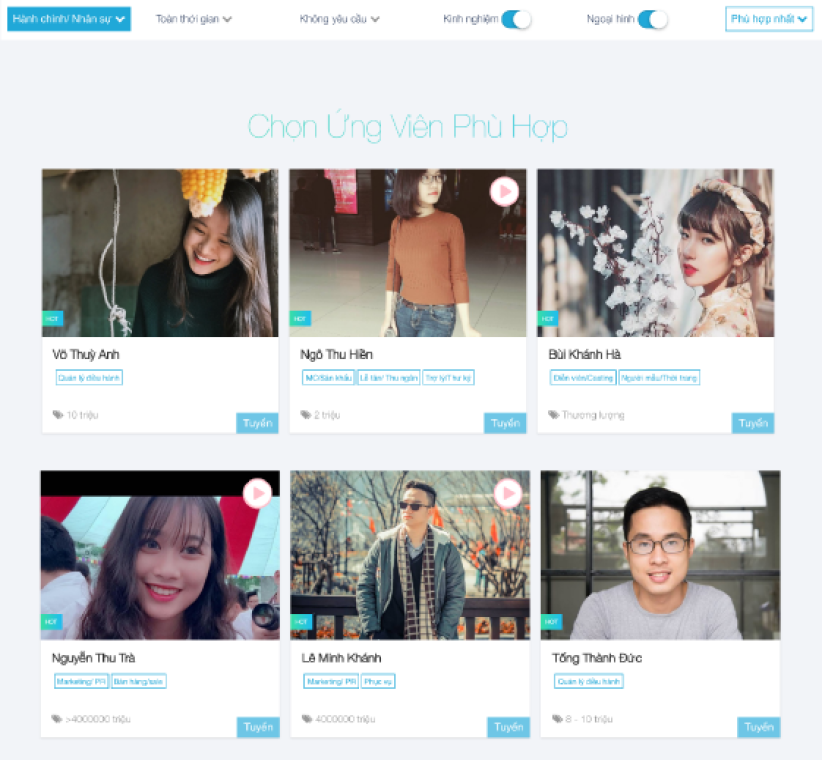 Hành chính/ Nhân sự
Toàn thời gian
Không yêu cầu
Kinh nghiệm
Ngoại hình
Phù hợp nhất
Chọn Ứng Viên Phù Hợp
HOT
HOT
HOT
Võ Thuỳ Anh
Ngô Thu Hiền
Bùi Khánh Hà
Quản lý điều hành
MC/Sân khấu
Lễ tân/ Thu ngân
Trợ lý/Thư ký
Diễn viên/Casting
Người mẫu/Thời trang
10 triệu
2 triệu
Thương lượng
Tuyển
Tuyển
Tuyển
HOT
HOT
HOT
Nguyễn Thu Trà
Lê Minh Khánh
Tống Thành Đức
Marketing/ PR
Bán hàng/sale
Marketing/ PR
Phục vụ
Quản lý điều hành
>4000000 triệu
4000000 triệu
8 - 10 triệu
Tuyển
Tuyển
Tuyển